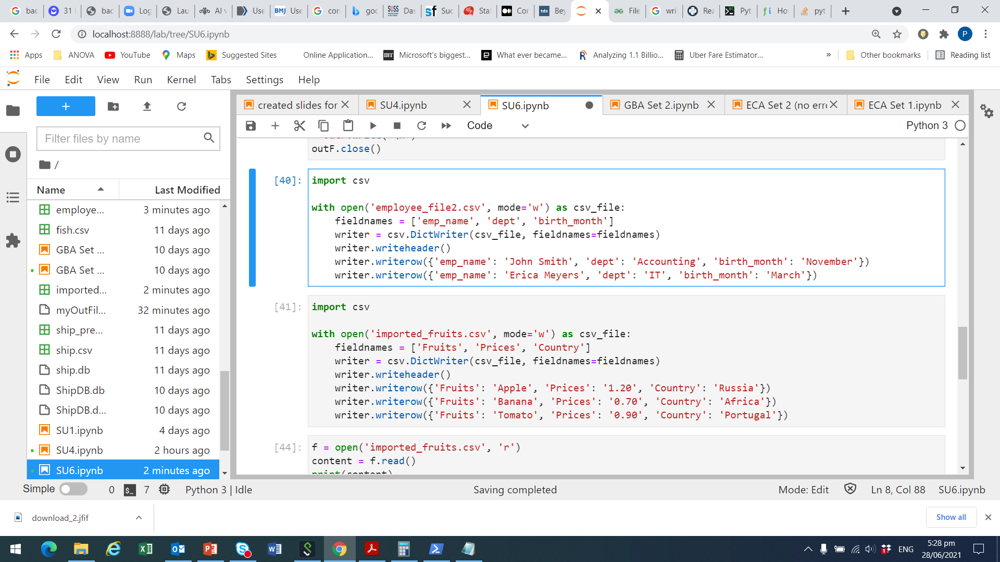 bac
31
bac
Log
Lau
AI v
Use
BMJ Use
con
goo
SUSS Das
sf Suc
My Sta
Cor
tds Bey
File
wri
Rea
Pyt
fi Ho
pyt
localhost:8888/lab/tree/SU6.ipynb
P
Apps
ANOVA
YouTube
Maps
Suggested Sites
Online Application...
IBT Microsoft's biggest...
What ever became...
R Analyzing 1.1 Billio...
Uber Fare Estimator...
»
Other bookmarks
Reading list
File Edit View Run Kernel Tabs Settings Help
created slides for
SU4.ipynb
SU6.ipynb
GBA Set 2.ipynb
ECA Set 2 (no erro
ECA Set 1.ipynb
Code
Python 3
Filter files by name
/
Name Last Modified
employe... 3 minutes ago
fish.csv 11 days ago
GBA Set ... 10 days ago
GBA Set ... 10 days ago
imported... 2 minutes ago
myOutFil... 32 minutes ago
ship_pre... 11 days ago
ship.csv 11 days ago
ship.db 11 days ago
ShipDB.db 10 days ago
ShipDB.d... 10 days ago
SU1.ipynb 4 days ago
SU4.ipynb 2 hours ago
SU6.ipynb 2 minutes ago
outF.close()
[40]: import csv
with open('employee_file2.csv', mode='w') as csv_file:
fieldnames = ['emp_name', 'dept', 'birth_month']
writer = csv.DictWriter(csv_file, fieldnames=fieldnames)
writer.writeheader()
writer.writerow({'emp_name': 'John Smith', 'dept': 'Accounting', 'birth_month': 'November'})
writer.writerow({'emp_name': 'Erica Meyers', 'dept': 'IT', 'birth_month': 'March'})
[41]: import csv
with open('imported_fruits.csv', mode='w') as csv_file:
fieldnames = ['Fruits', 'Prices', 'Country']
writer = csv.DictWriter(csv_file, fieldnames=fieldnames)
writer.writeheader()
writer.writerow({'Fruits': 'Apple', 'Prices': '1.20', 'Country': 'Russia'})
writer.writerow({'Fruits': 'Banana', 'Prices': '0.70', 'Country': 'Africa'})
writer.writerow({'Fruits': 'Tomato', 'Prices': '0.90', 'Country': 'Portugal'})
[44]: f = open('imported_fruits.csv', 'r')
content = f.read()
print(content)
Simple 0 $_ 7 Python 3 | Idle Saving completed Mode: Edit Ln 8, Col 88 SU6.ipynb
download_2.jfif
Show all
ENG
5:28 pm
28/06/2021